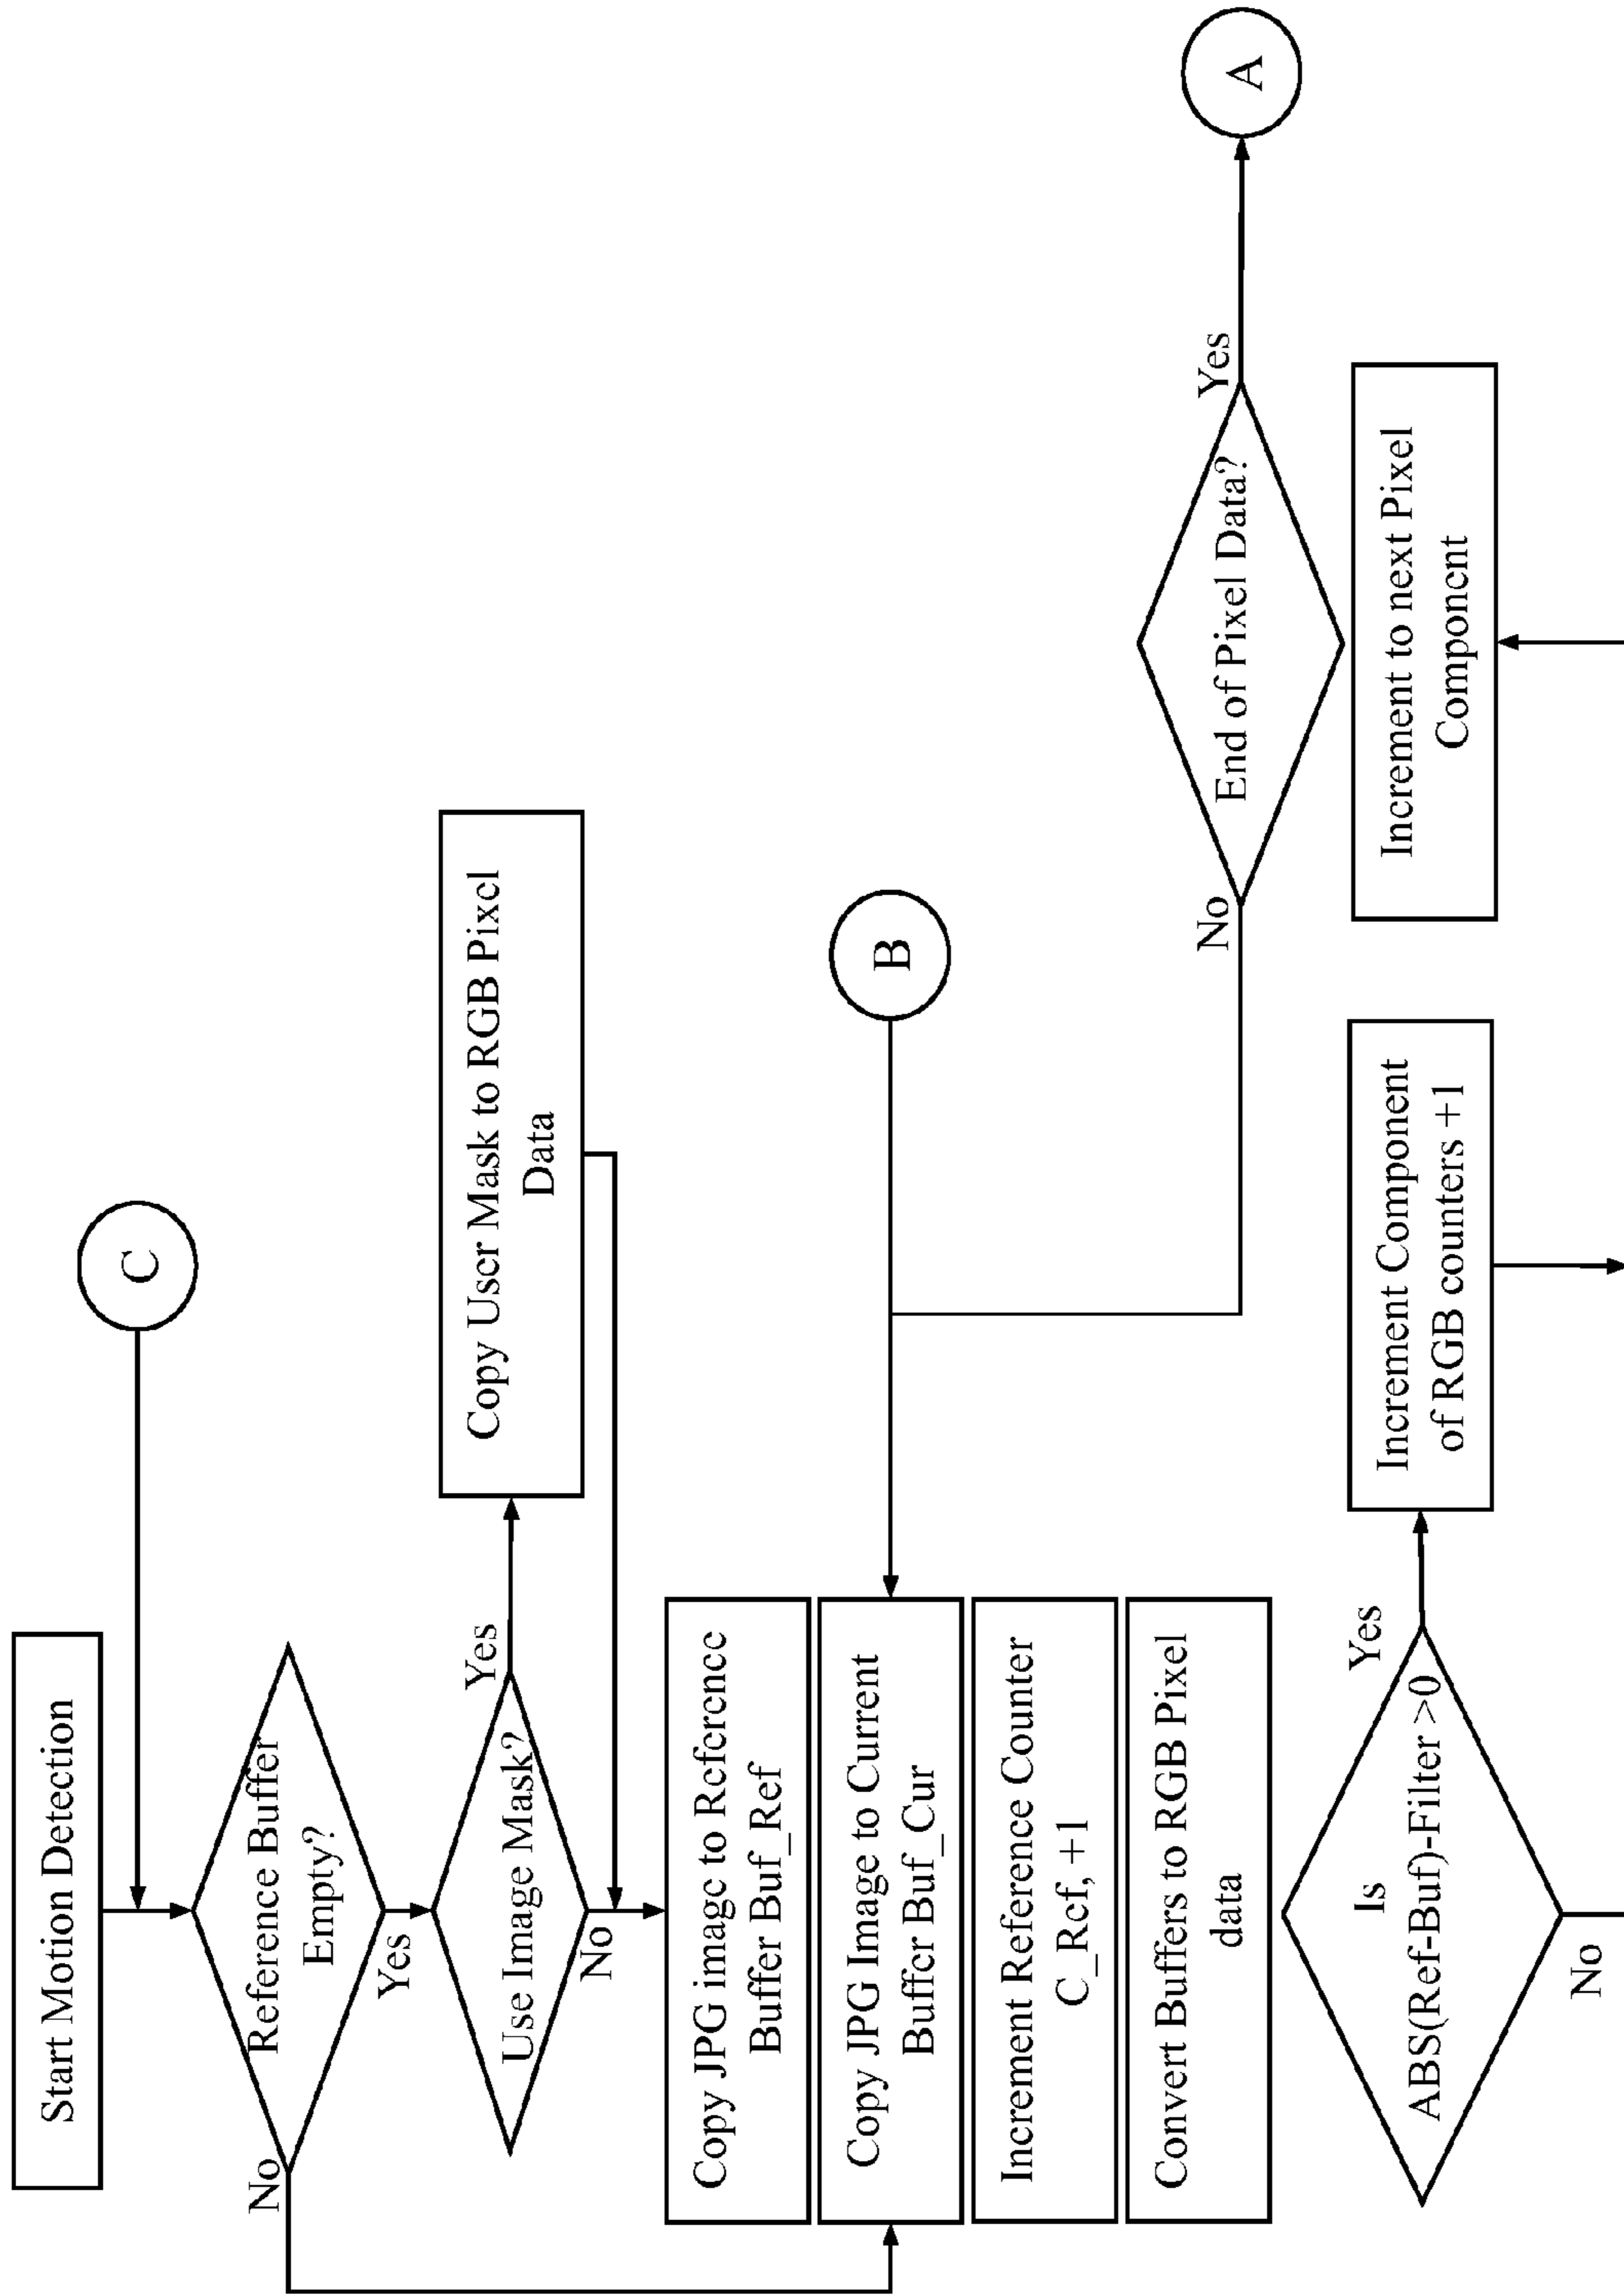 Start Motion Detection
C
Reference Buffer
Empty?
No
Yes
Use Image Mask?
Yes
No
Copy User Mask to RGB Pixel
Data
Copy JPG image to Reference
Buffer Buf_Ref
Copy JPG Image to Current
Buffer Buf_Cur
B
Increment Reference Counter
C_Ref, +1
Convert Buffers to RGB Pixel
data
Is
ABS(Ref-Buf)-Filter >0
Yes
No
Increment Component
of RGB counters +1
Increment to next Pixel
Component
End of Pixel Data?
No
Yes
A